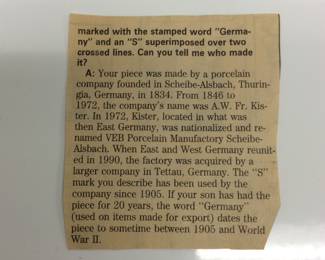 marked with the stamped word "Germa-
ny" and an "S" superimposed over two
crossed lines. Can you tell me who made
it?
A: Your piece was made by a porcelain
company founded in Scheibe-Alsbach, Thurin-
gia, Germany, in 1834. From 1846 to
1972, the company's name was A.W. Fr. Kis-
ter. In 1972, Kister, located in what was
then East Germany, was nationalized and re-
named VEB Porcelain Manufactory Scheibe-
Alsbach. When East and West Germany reunit-
ed in 1990, the factory was acquired by a
larger company in Tettau, Germany. The "S"
mark you describe has been used by the
company since 1905. If your son has had the
piece for 20 years, the word "Germany"
(used on items made for export) dates the
piece to sometime between 1905 and World
War II.